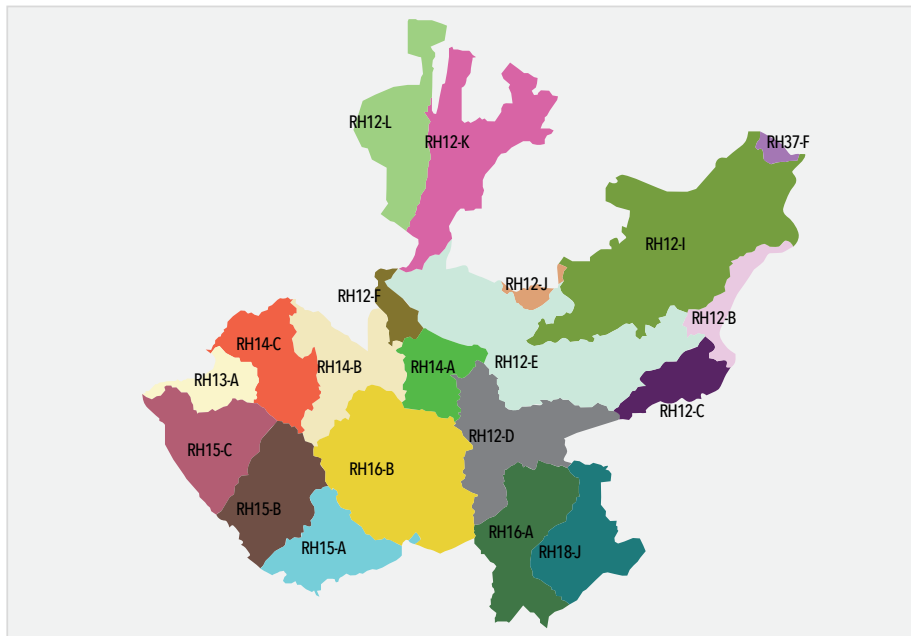 RH12-L
RH12-K
RH37-F
RH12-I
RH12-J
RH12-F
RH12-B
RH14-C
RH14-B
RH14-A
RH12-E
RH13-A
RH12-C
RH12-D
RH15-C
RH16-B
RH15-B
RH16-A
RH15-A
RH18-J